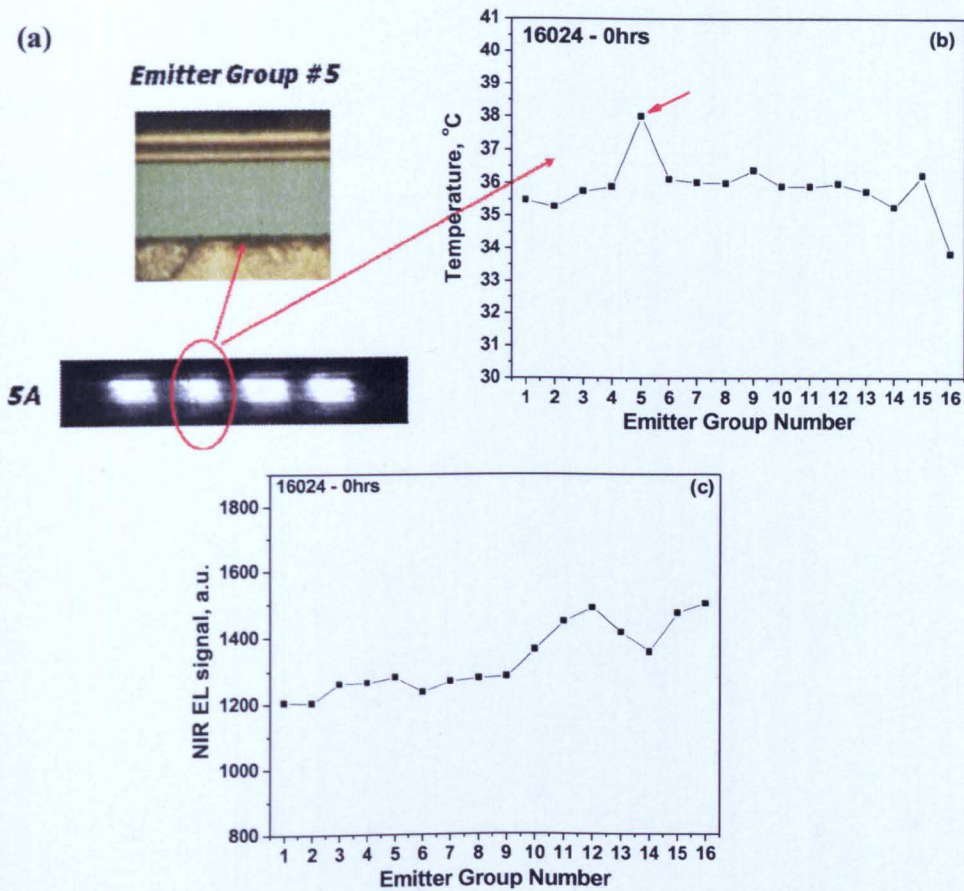 (a)
Emitter Group #5
5A
16024 - 0hrs
(b)
Temperature, °C
41
40
39
38
37
36
35
34
33
32
31
30
1 2 3 4 5 6 7 8 9 10 11 12 13 14 15 16
Emitter Group Number
16024 - 0hrs
(c)
NIR EL signal, a.u.
1800
1600
1400
1200
1000
800
1 2 3 4 5 6 7 8 9 10 11 12 13 14 15 16
Emitter Group Number